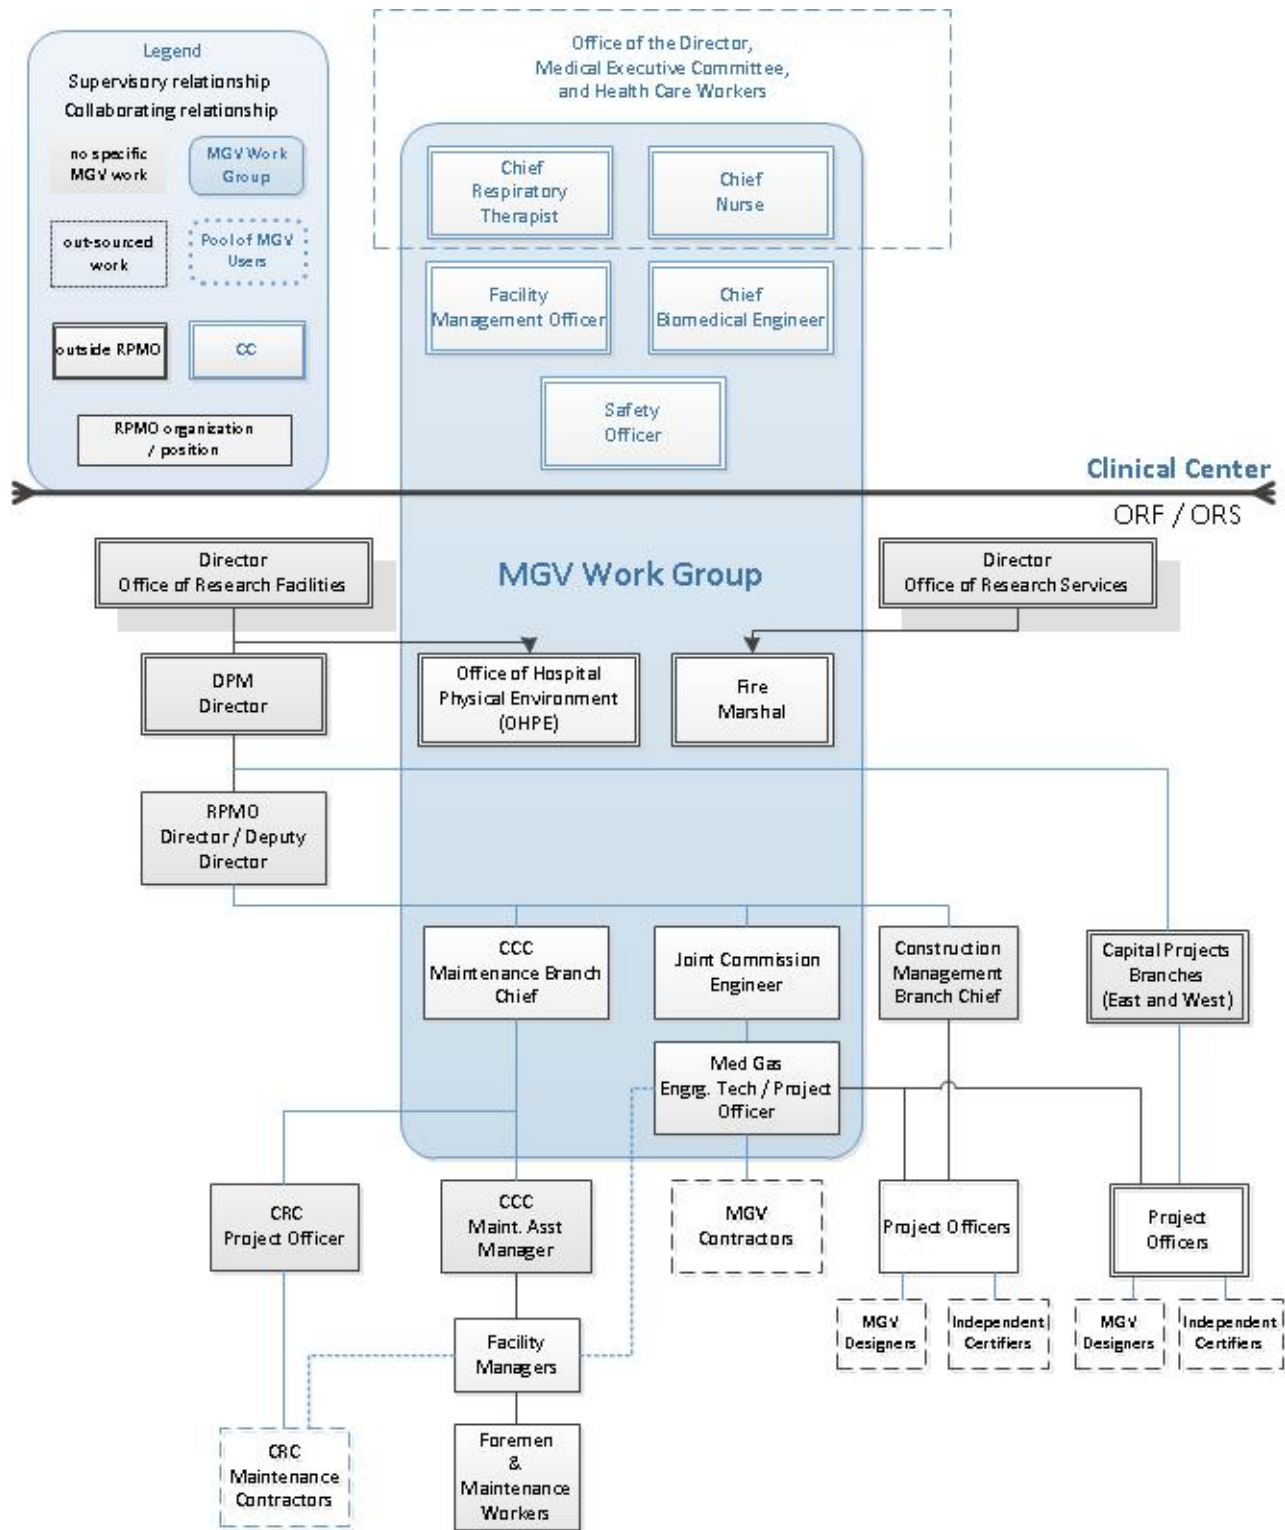 Legend
Supervisory relationship
Collaborating relationship
no specific
MGV work
MGV Work
Group
out-sourced
work
Pool of MGV
Users
outside RPMO
CC
RPMO organization
/ position
Office of the Director,
Medical Executive Committee,
and Health Care Workers
Chief
Respiratory
Therapist
Chief
Nurse
Facility
Management Officer
Chief
Biomedical Engineer
Safety
Officer
Clinical Center
ORF / ORS
Director
Office of Research Facilities
MGV Work Group
Director
Office of Research Services
DPM
Director
Office of Hospital
Physical Environment
(OHPE)
Fire
Marshal
RPMO
Director / Deputy
Director
CCC
Maintenance Branch
Chief
Joint Commission
Engineer
Construction
Management
Branch Chief
Capital Projects
Branches
(East and West)
Med Gas
Engrg. Tech / Project
Officer
CRC
Project Officer
CCC
Maint. Asst
Manager
MGV
Contractors
Project Officers
Project
Officers
MGV
Designers
Independent
Certifiers
MGV
Designers
Independent
Certifiers
Facility
Managers
CRC
Maintenance
Contractors
Foremen
&
Maintenance
Workers